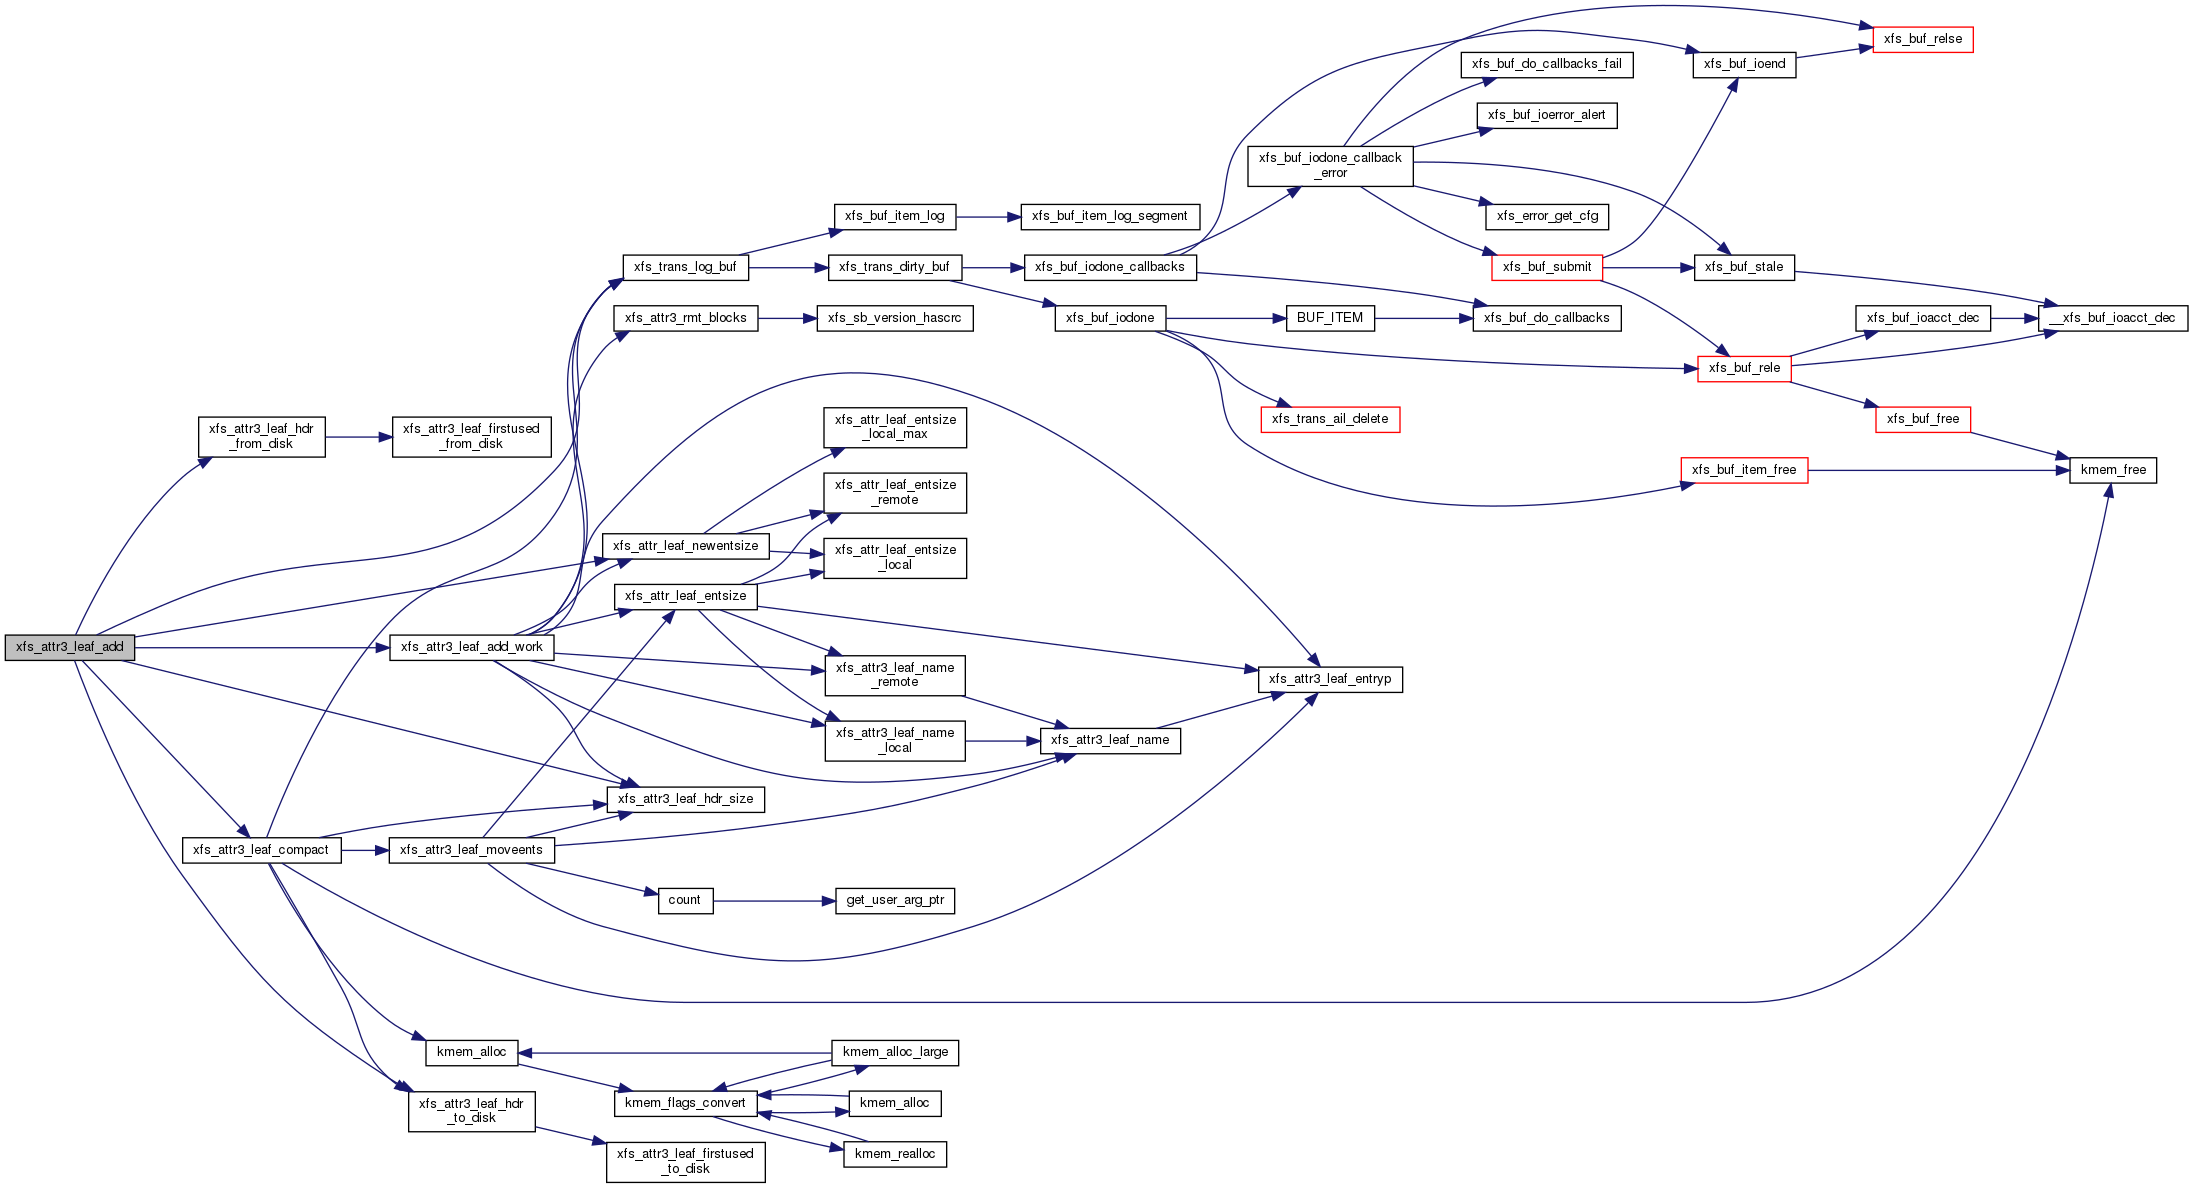 xfs_attr3_leaf_add
xfs_attr3_leaf_hdr
_from_disk
xfs_attr3_leaf_firstused
_from_disk
xfs_attr3_leaf_add_work
xfs_attr3_leaf_compact
xfs_attr3_leaf_moveents
kmem_alloc
xfs_attr3_leaf_hdr
_to_disk
xfs_trans_log_buf
xfs_attr3_rmt_blocks
xfs_attr_leaf_newentsize
xfs_attr_leaf_entsize
xfs_attr3_leaf_hdr_size
count
kmem_flags_convert
xfs_attr3_leaf_firstused
_to_disk
xfs_buf_item_log
xfs_trans_dirty_buf
xfs_sb_version_hascrc
xfs_attr_leaf_entsize
_local_max
xfs_attr_leaf_entsize
_remote
xfs_attr_leaf_entsize
_local
xfs_attr3_leaf_name
_remote
xfs_attr3_leaf_name
_local
get_user_arg_ptr
kmem_alloc_large
kmem_alloc
kmem_realloc
xfs_buf_item_log_segment
xfs_buf_iodone_callbacks
xfs_buf_iodone
xfs_attr3_leaf_name
xfs_buf_iodone_callback
_error
BUF_ITEM
xfs_trans_ail_delete
xfs_attr3_leaf_entryp
xfs_buf_do_callbacks_fail
xfs_buf_ioerror_alert
xfs_error_get_cfg
xfs_buf_submit
xfs_buf_do_callbacks
xfs_buf_ioend
xfs_buf_stale
xfs_buf_rele
xfs_buf_item_free
xfs_buf_relse
xfs_buf_ioacct_dec
xfs_buf_free
__xfs_buf_ioacct_dec
kmem_free